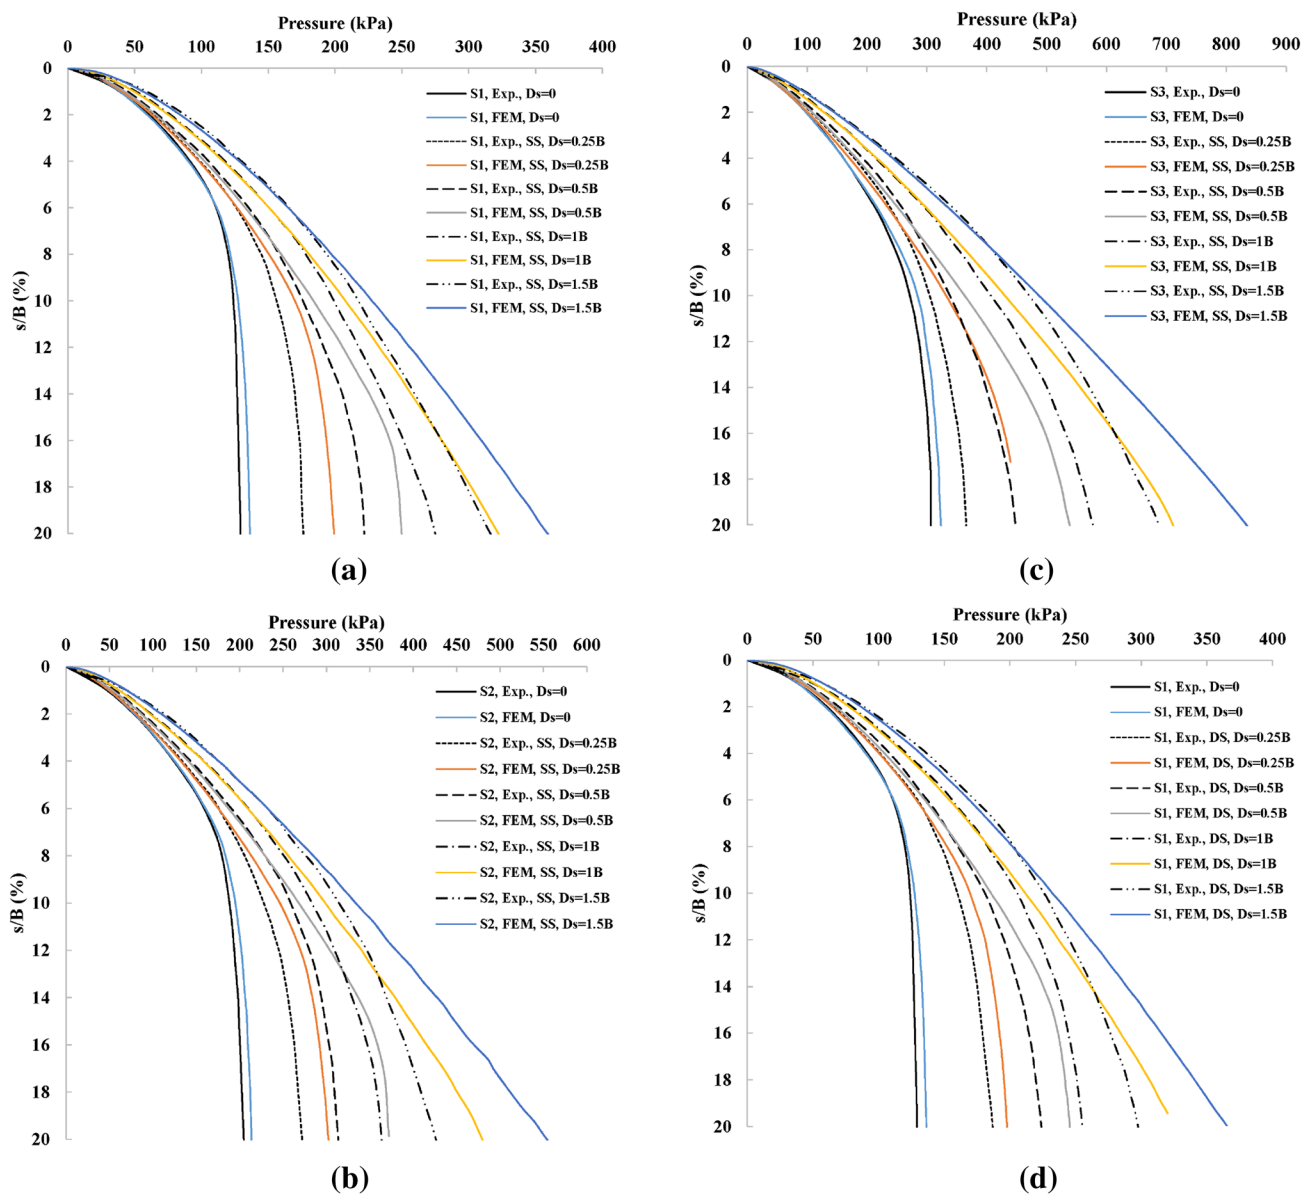 Pressure (kPa)
0 50 100 150 200 250 300 350 400
0
2
4
6
8
10
12
14
16
18
20
s/B (%)
S1, Exp., Ds=0
S1, FEM, Ds=0
S1, Exp., SS, Ds=0.25B
S1, FEM, SS, Ds=0.25B
S1, Exp., SS, Ds=0.5B
S1, FEM, SS, Ds=0.5B
S1, Exp., SS, Ds=1B
S1, FEM, SS, Ds=1B
S1, Exp., SS, Ds=1.5B
S1, FEM, SS, Ds=1.5B
(a)
Pressure (kPa)
0 100 200 300 400 500 600 700 800 900
0
2
4
6
8
10
12
14
16
18
20
s/B (%)
S3, Exp., Ds=0
S3, FEM, Ds=0
S3, Exp., SS, Ds=0.25B
S3, FEM, SS, Ds=0.25B
S3, Exp., SS, Ds=0.5B
S3, FEM, SS, Ds=0.5B
S3, Exp., SS, Ds=1B
S3, FEM, SS, Ds=1B
S3, Exp., SS, Ds=1.5B
S3, FEM, SS, Ds=1.5B
(c)
Pressure (kPa)
0 50 100 150 200 250 300 350 400 450 500 550 600
0
2
4
6
8
10
12
14
16
18
20
s/B (%)
S2, Exp., Ds=0
S2, FEM, Ds=0
S2, Exp., SS, Ds=0.25B
S2, FEM, SS, Ds=0.25B
S2, Exp., SS, Ds=0.5B
S2, FEM, SS, Ds=0.5B
S2, Exp., SS, Ds=1B
S2, FEM, SS, Ds=1B
S2, Exp., SS, Ds=1.5B
S2, FEM, SS, Ds=1.5B
(b)
Pressure (kPa)
0 50 100 150 200 250 300 350 400
0
2
4
6
8
10
12
14
16
18
20
s/B (%)
S1, Exp., Ds=0
S1, FEM, Ds=0
S1, Exp., DS, Ds=0.25B
S1, FEM, DS, Ds=0.25B
S1, Exp., DS, Ds=0.5B
S1, FEM, DS, Ds=0.5B
S1, Exp., DS, Ds=1B
S1, FEM, DS, Ds=1B
S1, Exp., DS, Ds=1.5B
S1, FEM, DS, Ds=1.5B
(d)